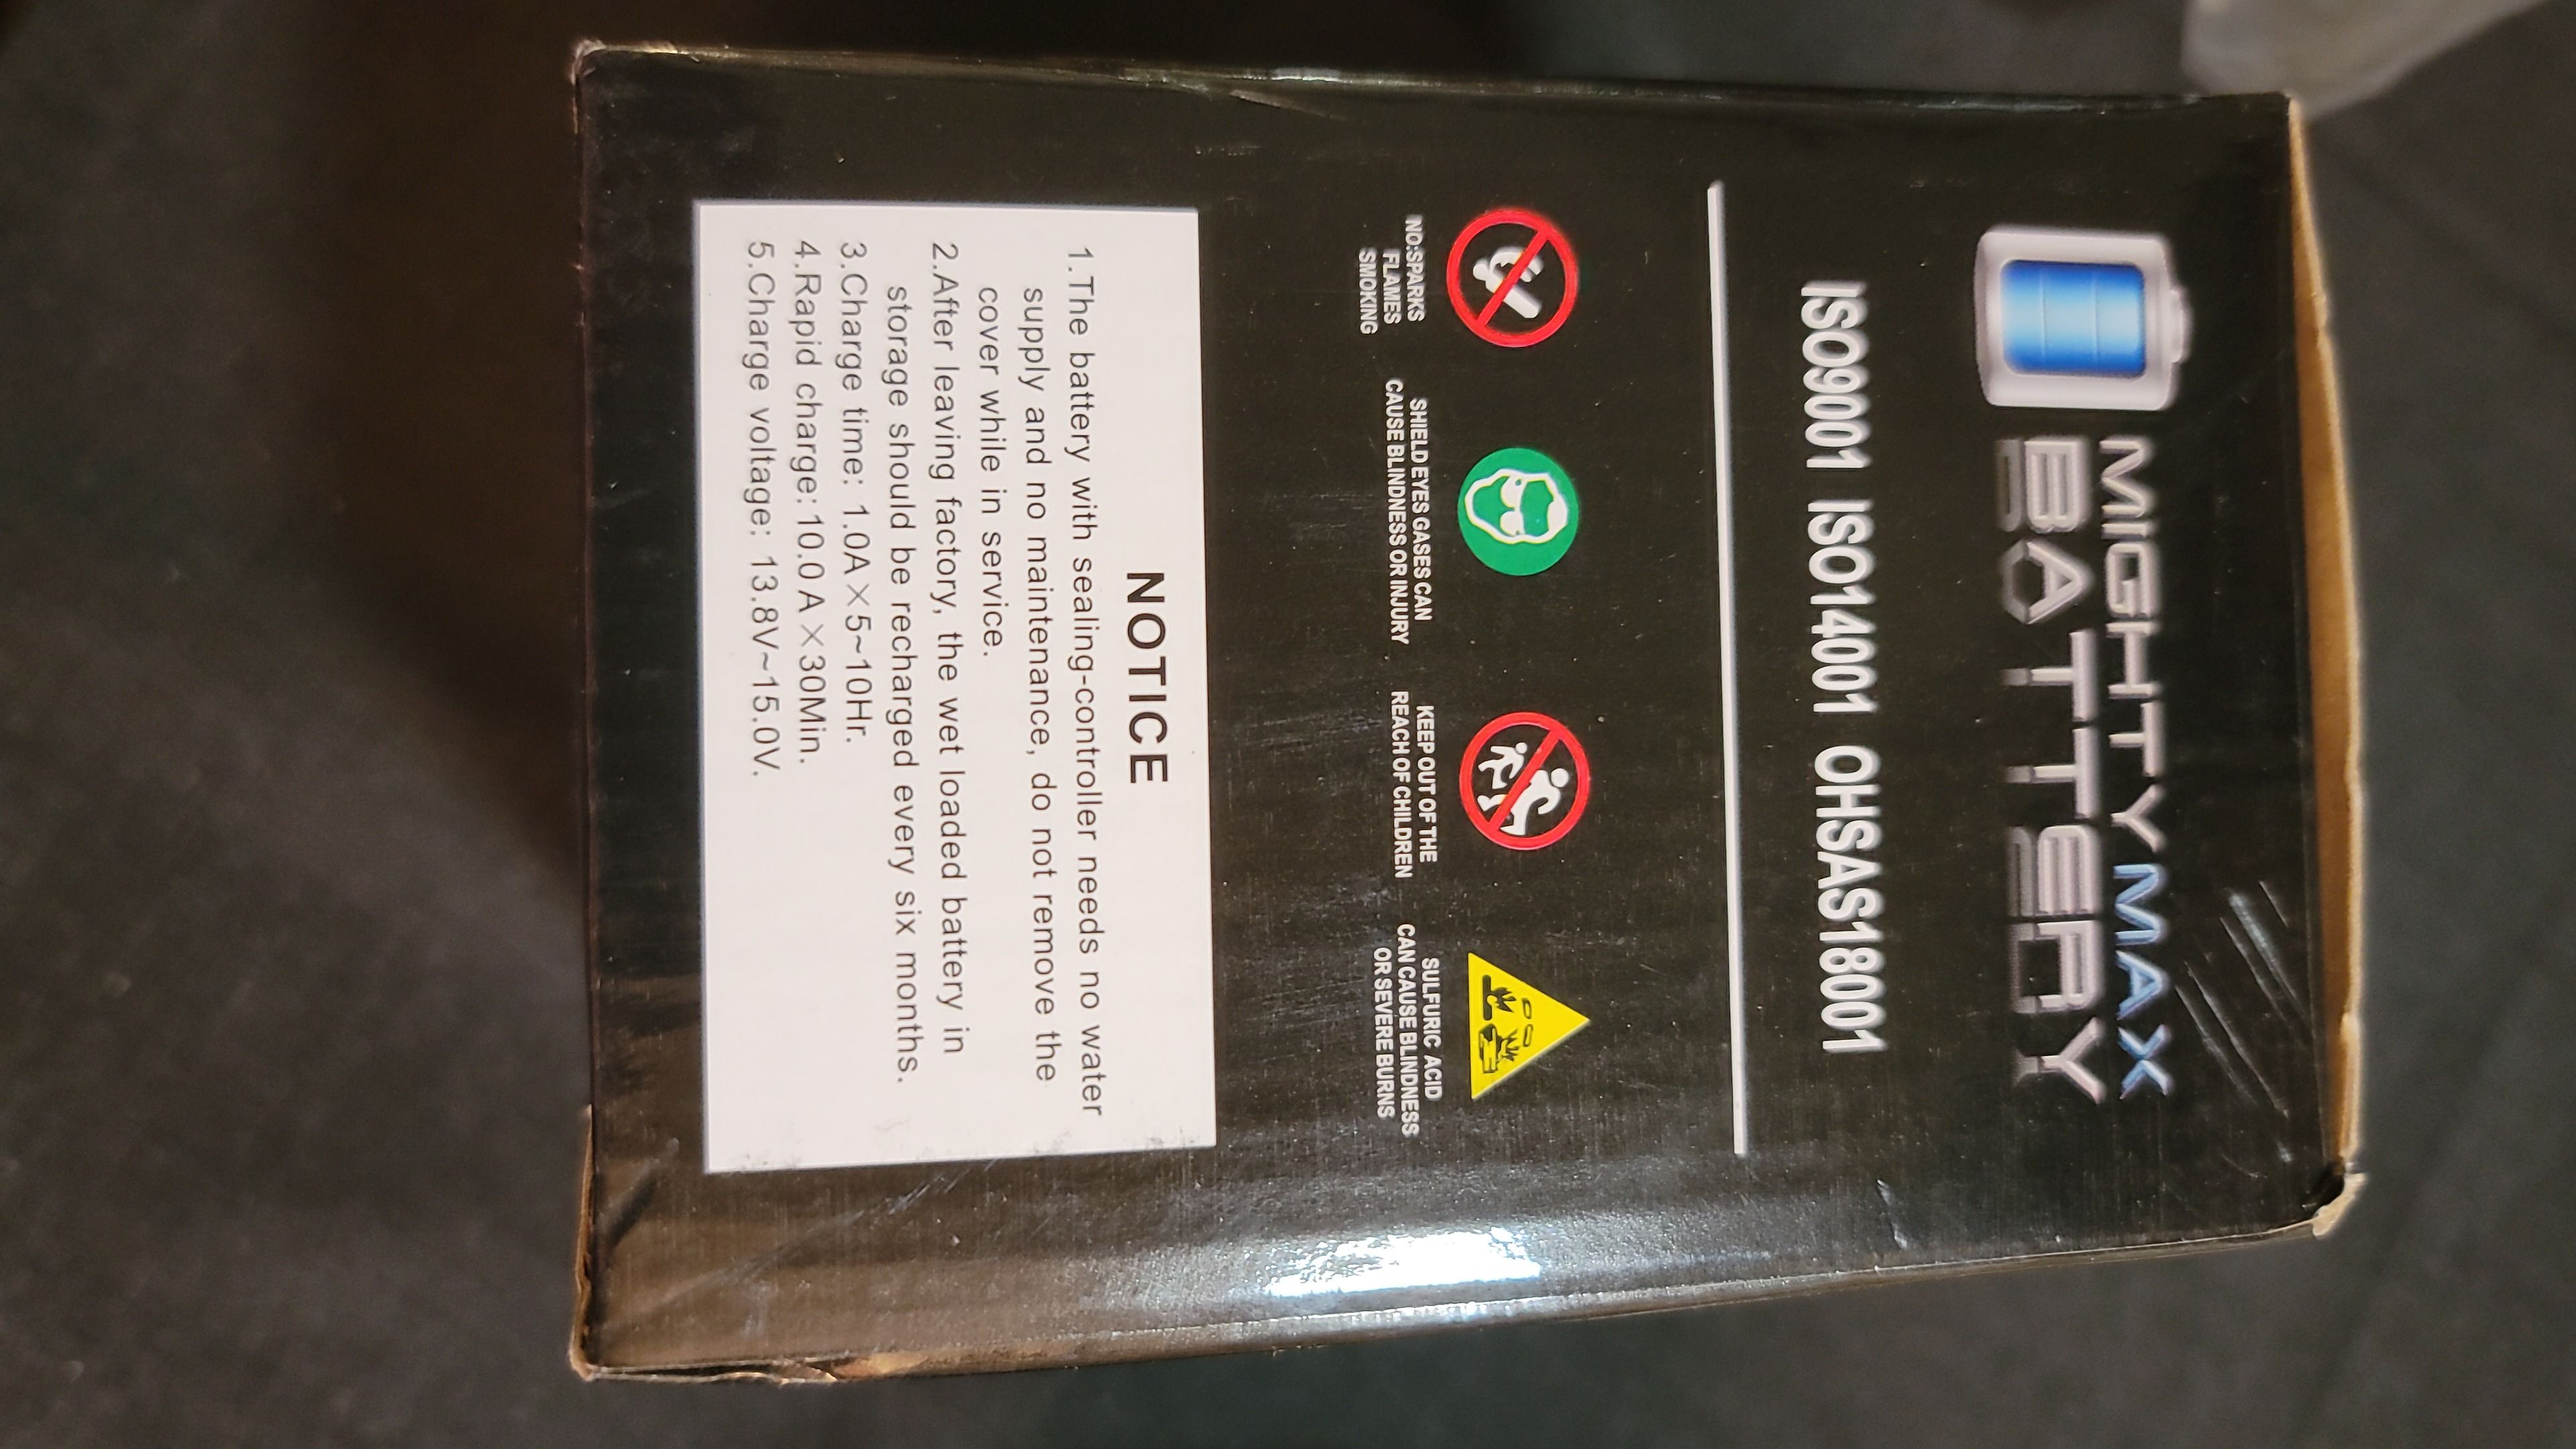 MIGHTY MAX
BATTERY
ISO9001 ISO14001 OHSAS18001
NO:SPARKS
FLAMES
SMOKING
SHIELD EYES GASES CAN
CAUSE BLINDNESS OR INJURY
KEEP OUT OF THE
REACH OF CHILDREN
SULFURIC ACID
CAN CAUSE BLINDNESS
OR SEVERE BURNS
NOTICE
1.The battery with sealing-controller needs no water
supply and no maintenance, do not remove the
cover while in service.
2.After leaving factory, the wet loaded battery in
storage should be recharged every six months.
3.Charge time: 1.0A×5~10Hr.
4.Rapid charge: 10.0 A×30Min.
5.Charge voltage: 13.8V~15.0V.